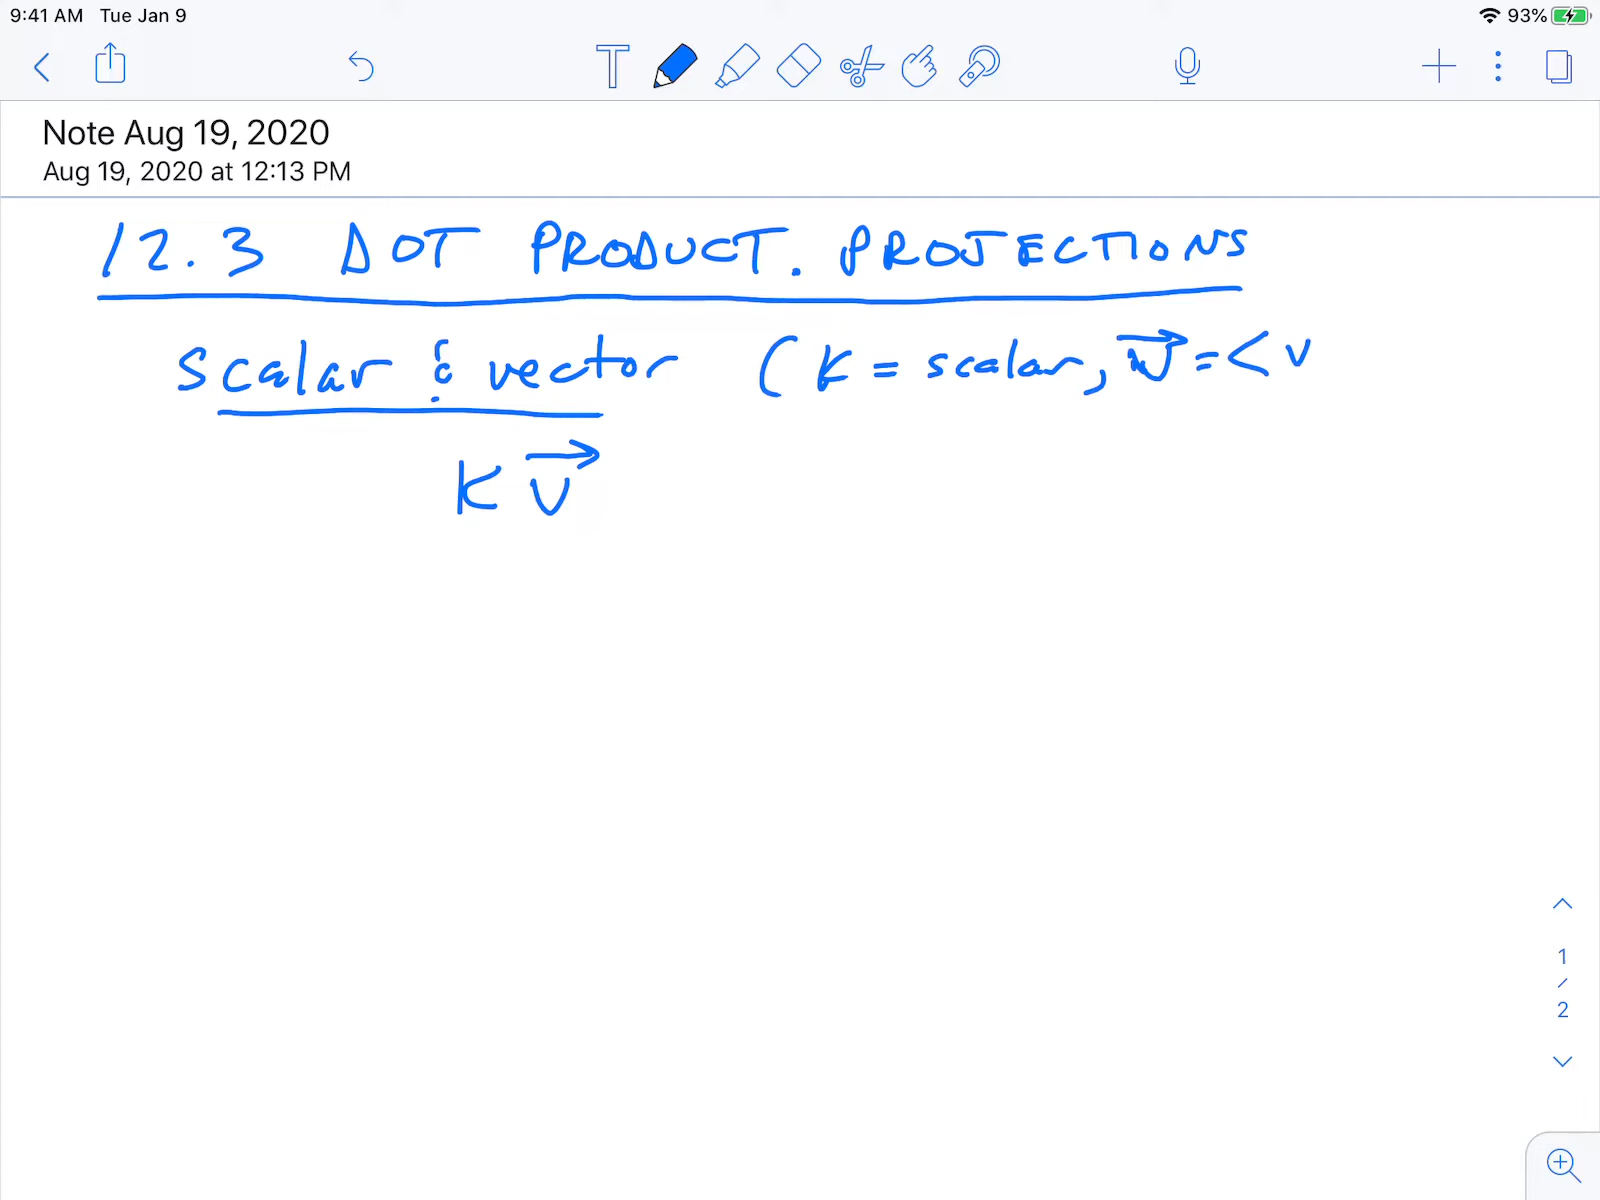 9:41 AM Tue Jan 9 93%
T
Note Aug 19, 2020
Aug 19, 2020 at 12:13 PM
12.3 DOT PRODUCT. PROJECTIONS
scalar & vector (K = scalar, v⃗ = < v
K v⃗
1
/
2